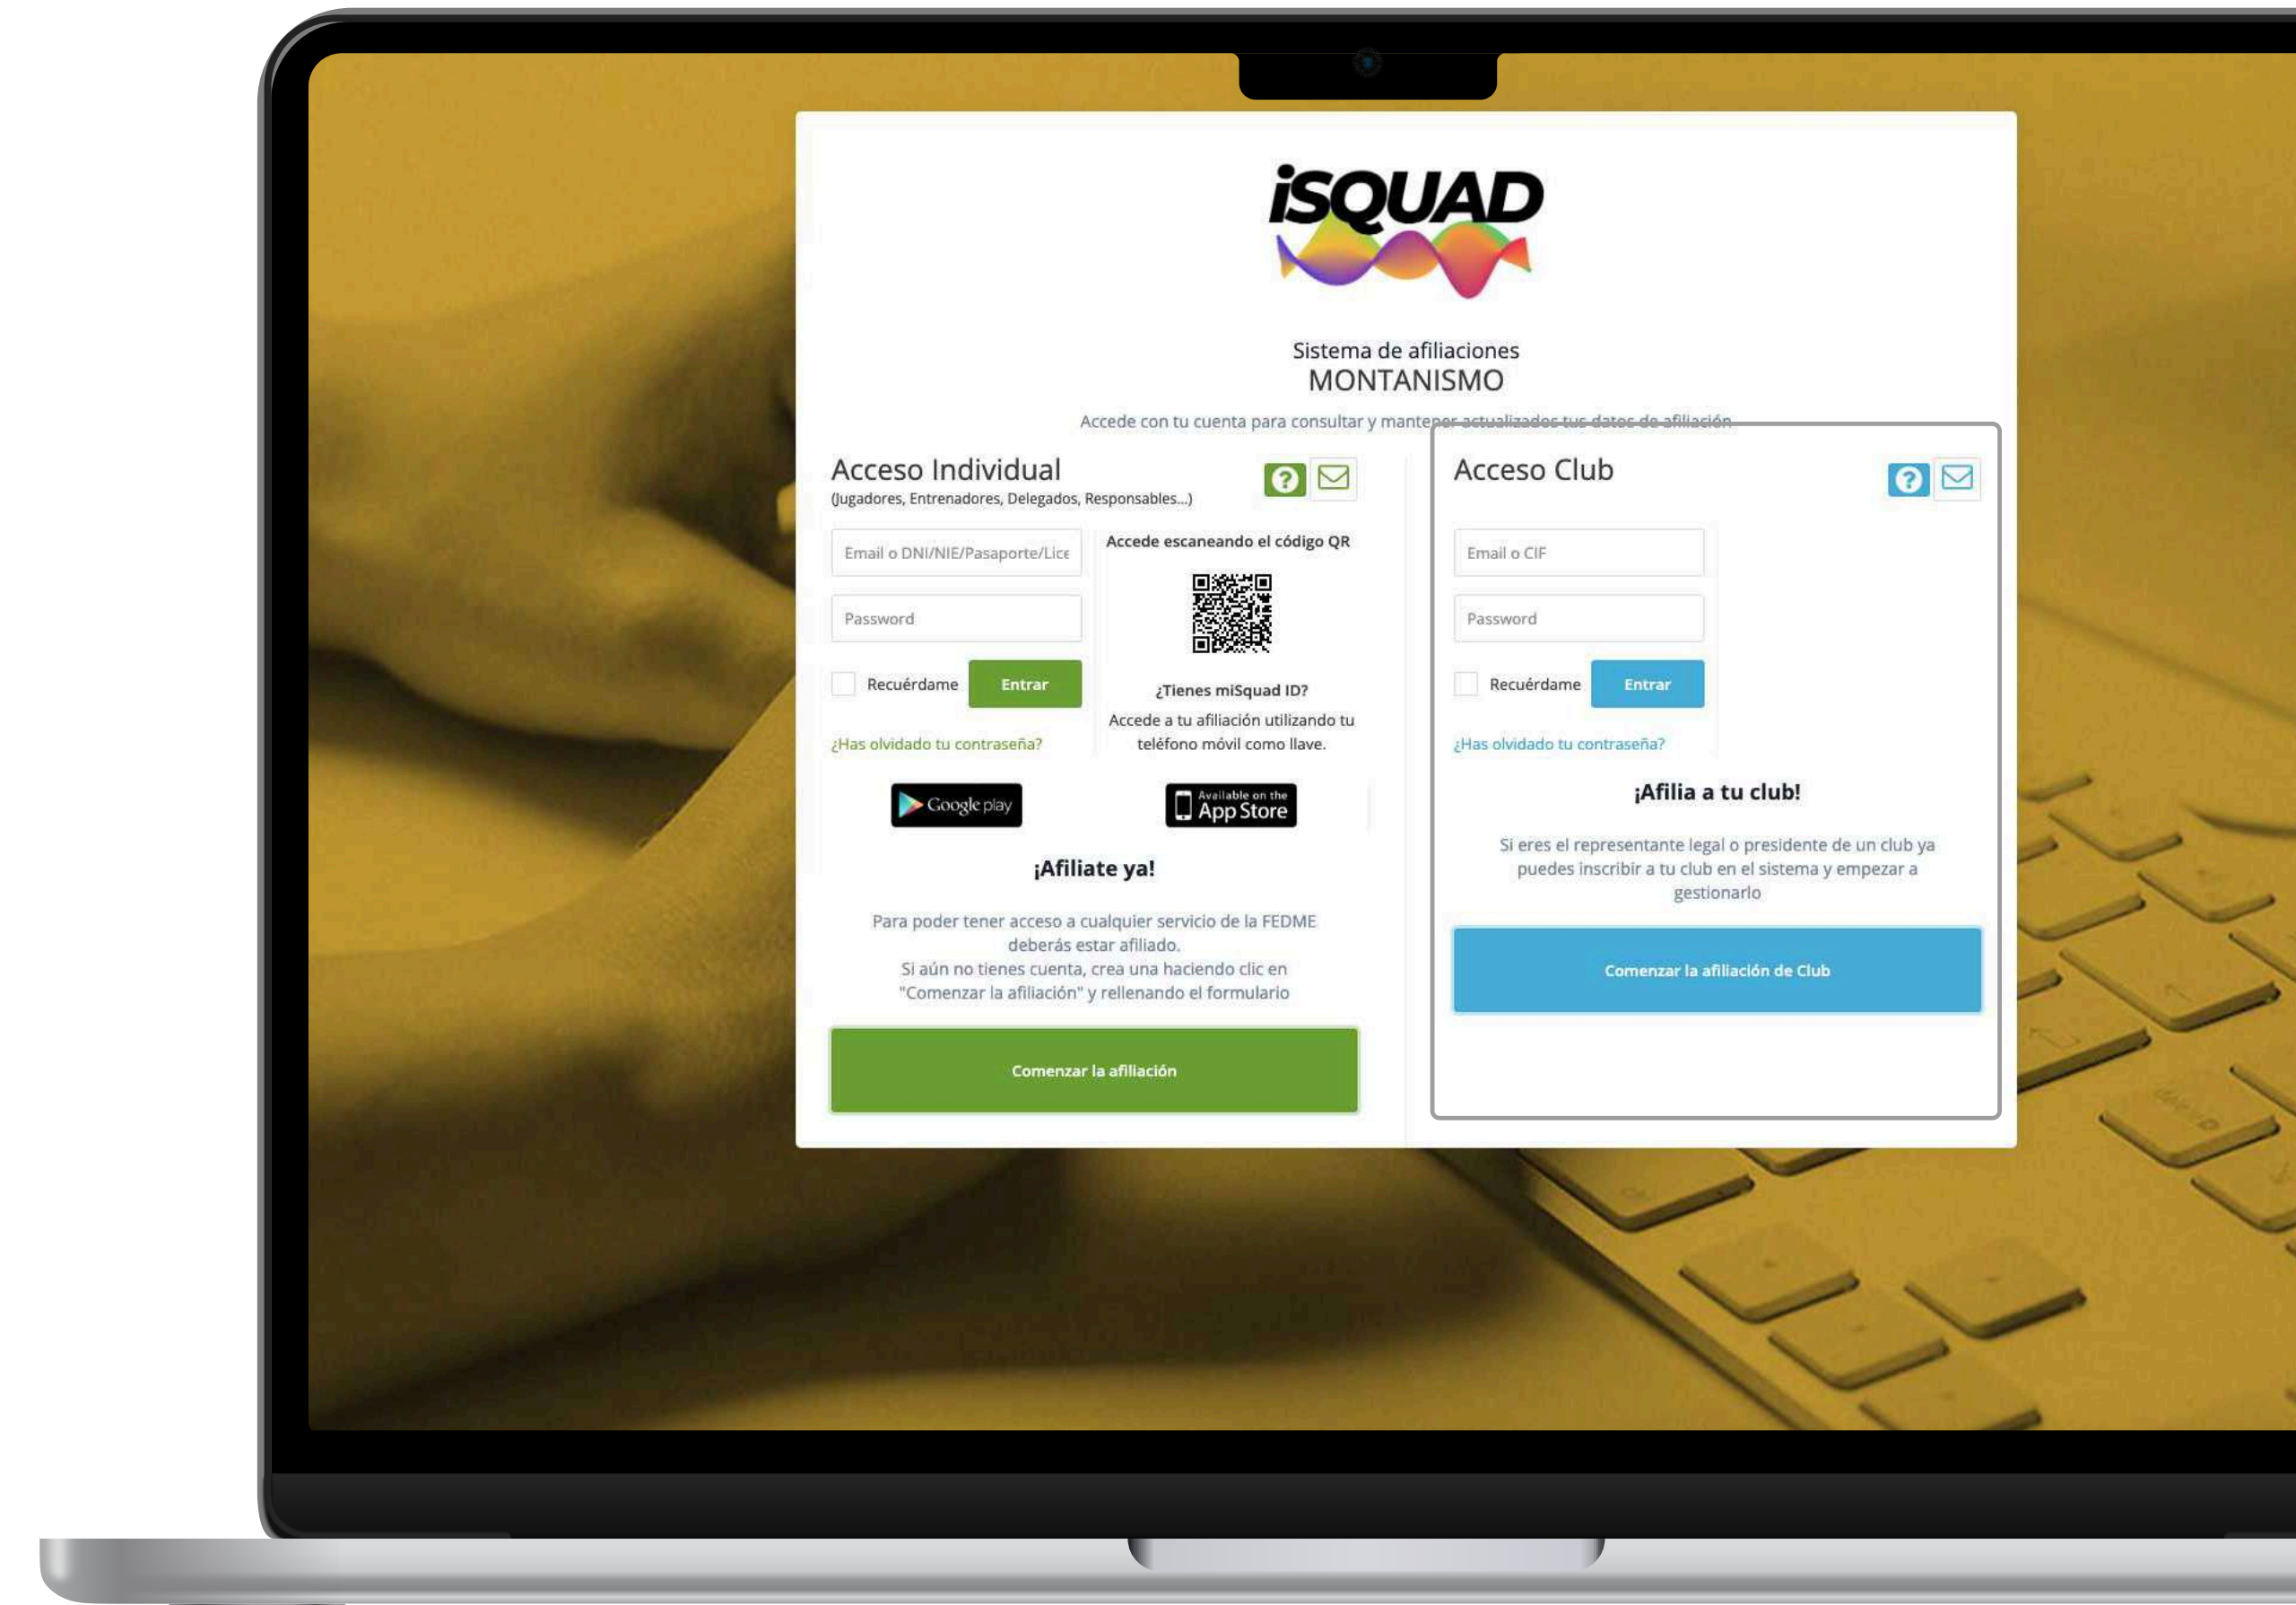 iSQUAD
Sistema de afiliaciones
MONTANISMO
Accede con tu cuenta para consultar y mantener actualizados tus datos de afiliación
Acceso Individual
(Jugadores, Entrenadores, Delegados, Responsables...)
Email o DNI/NIE/Pasaporte/Lice
Password
Recuérdame
Entrar
¿Has olvidado tu contraseña?
Accede escaneando el código QR
¿Tienes miSquad ID?
Accede a tu afiliación utilizando tu
teléfono móvil como llave.
Google play
Available on the
App Store
¡Afiliate ya!
Para poder tener acceso a cualquier servicio de la FEDME
deberás estar afiliado.
Si aún no tienes cuenta, crea una haciendo clic en
"Comenzar la afiliación" y rellenando el formulario
Comenzar la afiliación
Acceso Club
Email o CIF
Password
Recuérdame
Entrar
¿Has olvidado tu contraseña?
¡Afilia a tu club!
Si eres el representante legal o presidente de un club ya
puedes inscribir a tu club en el sistema y empezar a
gestionarlo
Comenzar la afiliación de Club